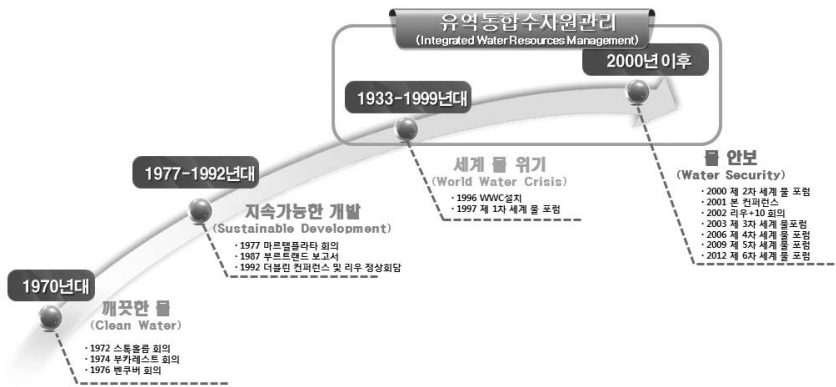 유역통합수자원관리
(Integrated Water Resources Management)
2000년 이후
1933-1999년대
물 안보
(Water Security)
• 2000 제 2차 세계 물 포럼
• 2001 본 컨퍼런스
• 2002 리우+10 회의
• 2003 제 3차 세계 물포럼
• 2006 제 4차 세계 물 포럼
• 2009 제 5차 세계 물 포럼
• 2012 제 6차 세계 물 포럼
세계 물 위기
(World Water Crisis)
• 1996 WWC설치
• 1997 제 1차 세계 물 포럼
1977-1992년대
지속가능한 개발
(Sustainable Development)
• 1977 마르델플라타 회의
• 1987 부르트랜드 보고서
• 1992 더블린 컨퍼런스 및 리우 정상회담
1970년대
깨끗한 물
(Clean Water)
• 1972 스톡홀름 회의
• 1974 부카레스트 회의
• 1976 벤쿠버 회의